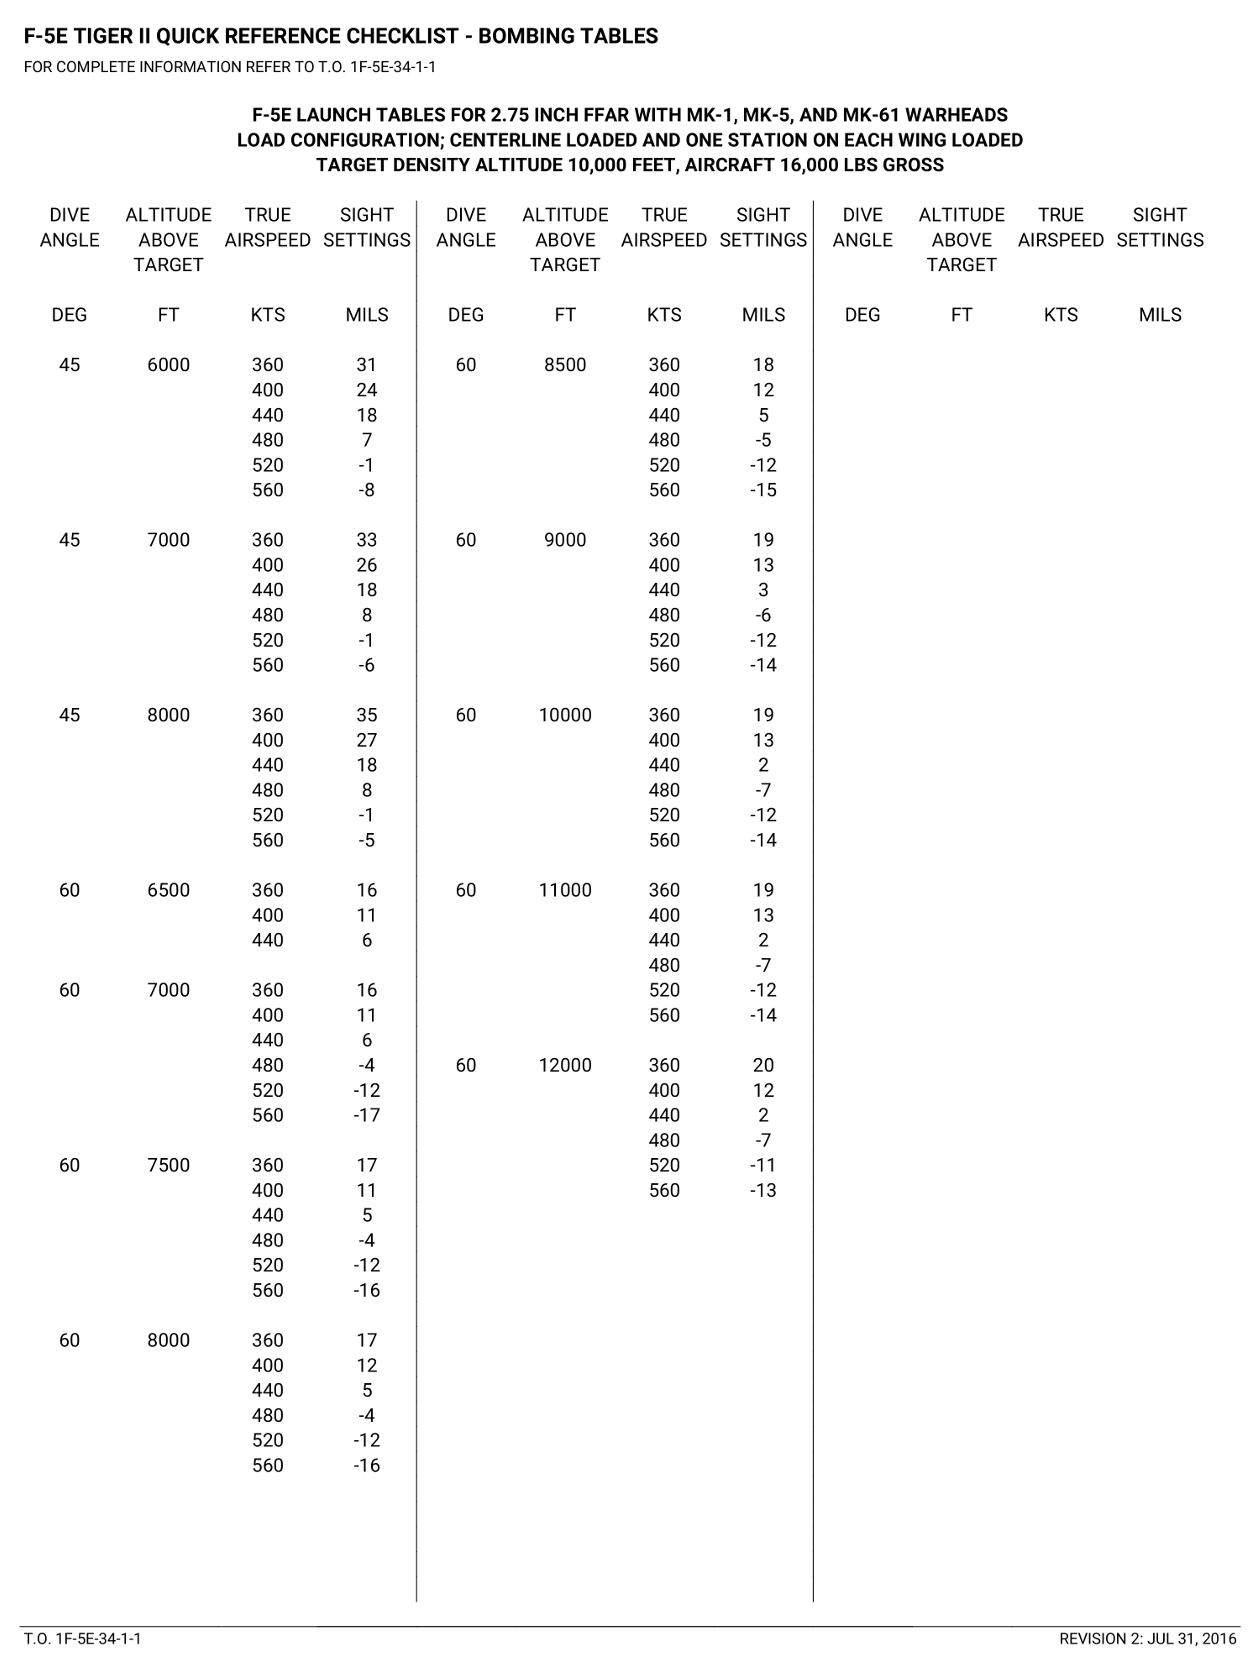 F-5E TIGER II QUICK REFERENCE CHECKLIST - BOMBING TABLES
FOR COMPLETE INFORMATION REFER TO T.O. 1F-5E-34-1-1
F-5E LAUNCH TABLES FOR 2.75 INCH FFAR WITH MK-1, MK-5, AND MK-61 WARHEADS
LOAD CONFIGURATION; CENTERLINE LOADED AND ONE STATION ON EACH WING LOADED
TARGET DENSITY ALTITUDE 10,000 FEET, AIRCRAFT 16,000 LBS GROSS
DIVE ALTITUDE TRUE SIGHT
ANGLE ABOVE AIRSPEED SETTINGS
TARGET
DEG FT KTS MILS
45 6000 360 31
400 24
440 18
480 7
520 -1
560 -8
45 7000 360 33
400 26
440 18
480 8
520 -1
560 -6
45 8000 360 35
400 27
440 18
480 8
520 -1
560 -5
60 6500 360 16
400 11
440 6
60 7000 360 16
400 11
440 6
480 -4
520 -12
560 -17
60 7500 360 17
400 11
440 5
480 -4
520 -12
560 -16
60 8000 360 17
400 12
440 5
480 -4
520 -12
560 -16
DIVE ALTITUDE TRUE SIGHT
ANGLE ABOVE AIRSPEED SETTINGS
TARGET
DEG FT KTS MILS
60 8500 360 18
400 12
440 5
480 -5
520 -12
560 -15
60 9000 360 19
400 13
440 3
480 -6
520 -12
560 -14
60 10000 360 19
400 13
440 2
480 -7
520 -12
560 -14
60 11000 360 19
400 13
440 2
480 -7
520 -12
560 -14
60 12000 360 20
400 12
440 2
480 -7
520 -11
560 -13
DIVE ALTITUDE TRUE SIGHT
ANGLE ABOVE AIRSPEED SETTINGS
TARGET
DEG FT KTS MILS
T.O. 1F-5E-34-1-1
REVISION 2: JUL 31, 2016